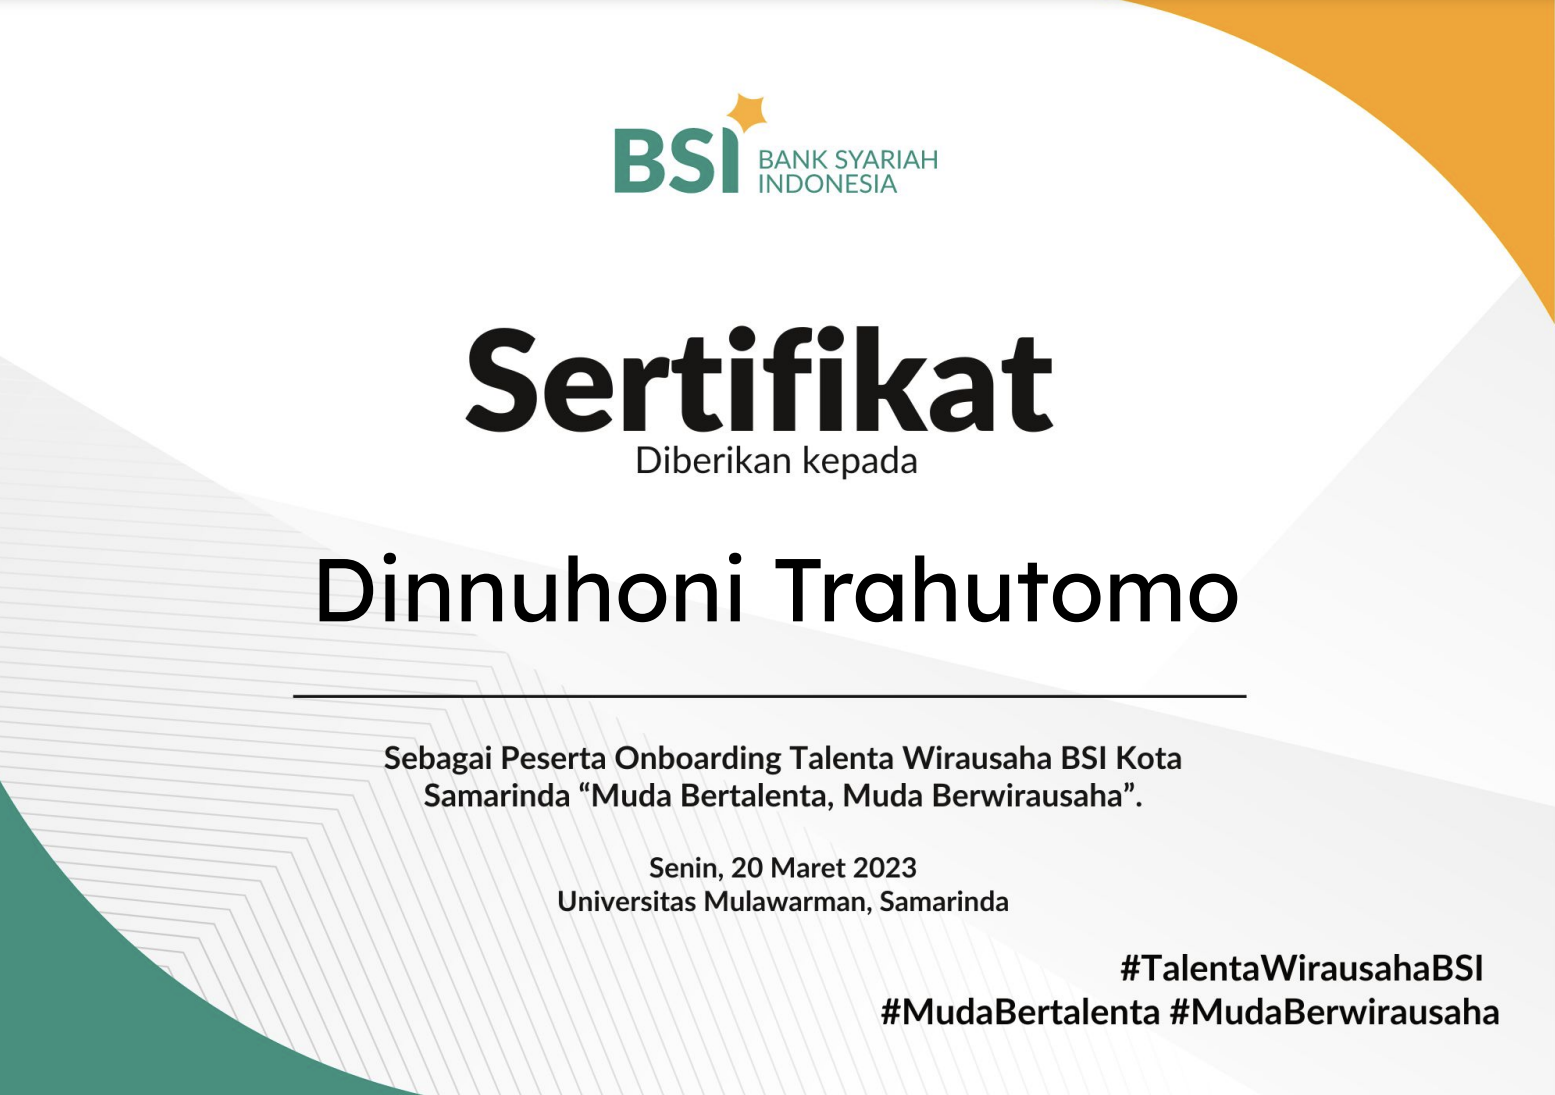 BSI BANK SYARIAH
INDONESIA
Sertifikat
Diberikan kepada
Dinnuhoni Trahutomo
Sebagai Peserta Onboarding Talenta Wirausaha BSI Kota
Samarinda “Muda Bertalenta, Muda Berwirausaha”.
Senin, 20 Maret 2023
Universitas Mulawarman, Samarinda
#TalentaWirausahaBSI
#MudaBertalenta #MudaBerwirausaha